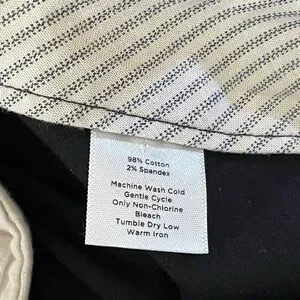 98% Cotton
2% Spandex
Machine Wash Cold
Gentle Cycle
Only Non-Chlorine
Bleach
Tumble Dry Low
Warm Iron